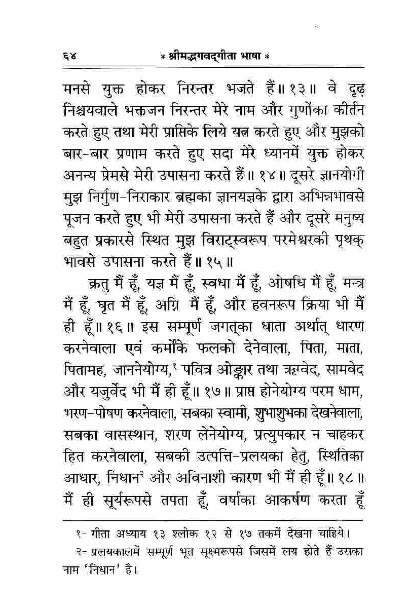 ६४ * श्रीमद्भगवद्गीता भाषा *
मनसे युक्त होकर निरन्तर भजते हैं॥ १३॥ वे दृढ़
निश्चयवाले भक्तजन निरन्तर मेरे नाम और गुणोंका कीर्तन
करते हुए तथा मेरी प्राप्तिके लिये यत्न करते हुए और मुझको
बार-बार प्रणाम करते हुए सदा मेरे ध्यानमें युक्त होकर
अनन्य प्रेमसे मेरी उपासना करते हैं॥ १४॥ दूसरे ज्ञानयोगी
मुझ निर्गुण-निराकार ब्रह्मका ज्ञानयज्ञके द्वारा अभिन्नभावसे
पूजन करते हुए भी मेरी उपासना करते हैं और दूसरे मनुष्य
बहुत प्रकारसे स्थित मुझ विराट्स्वरूप परमेश्वरकी पृथक्
भावसे उपासना करते हैं॥ १५॥
क्रतु मैं हूँ, यज्ञ मैं हूँ, स्वधा मैं हूँ, ओषधि मैं हूँ, मन्त्र
मैं हूँ, घृत मैं हूँ, अग्नि मैं हूँ, और हवनरूप क्रिया भी मैं
ही हूँ॥ १६॥ इस सम्पूर्ण जगत्का धाता अर्थात् धारण
करनेवाला एवं कर्मोंके फलको देनेवाला, पिता, माता,
पितामह, जाननेयोग्य,१ पवित्र ओङ्कार तथा ऋग्वेद, सामवेद
और यजुर्वेद भी मैं ही हूँ॥ १७॥ प्राप्त होनेयोग्य परम धाम,
भरण-पोषण करनेवाला, सबका स्वामी, शुभाशुभका देखनेवाला,
सबका वासस्थान, शरण लेनेयोग्य, प्रत्युपकार न चाहकर
हित करनेवाला, सबकी उत्पत्ति-प्रलयका हेतु, स्थितिका
आधार, निधान२ और अविनाशी कारण भी मैं ही हूँ॥ १८॥
मैं ही सूर्यरूपसे तपता हूँ, वर्षाका आकर्षण करता हूँ
१- गीता अध्याय १३ श्लोक १२ से १७ तकमें देखना चाहिये।
२- प्रलयकालमें सम्पूर्ण भूत सूक्ष्मरूपसे जिसमें लय होते हैं उसका
नाम 'निधान' है।